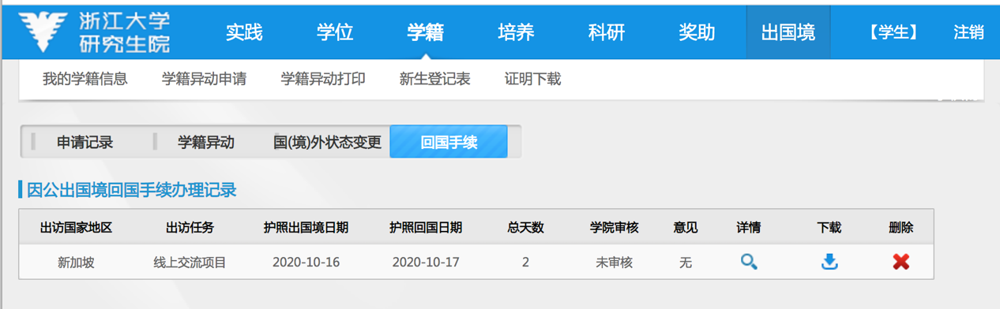 浙江大学
研究生院
实践 学位 学籍 培养 科研 奖助 出国境 【学生】 注销
我的学籍信息 学籍异动申请 学籍异动打印 新生登记表 证明下载
申请记录 学籍异动 国(境)外状态变更 回国手续
因公出国境回国手续办理记录
出访国家地区 出访任务 护照出国境日期 护照回国日期 总天数 学院审核 意见 详情 下载 删除
新加坡 线上交流项目 2020-10-16 2020-10-17 2 未审核 无